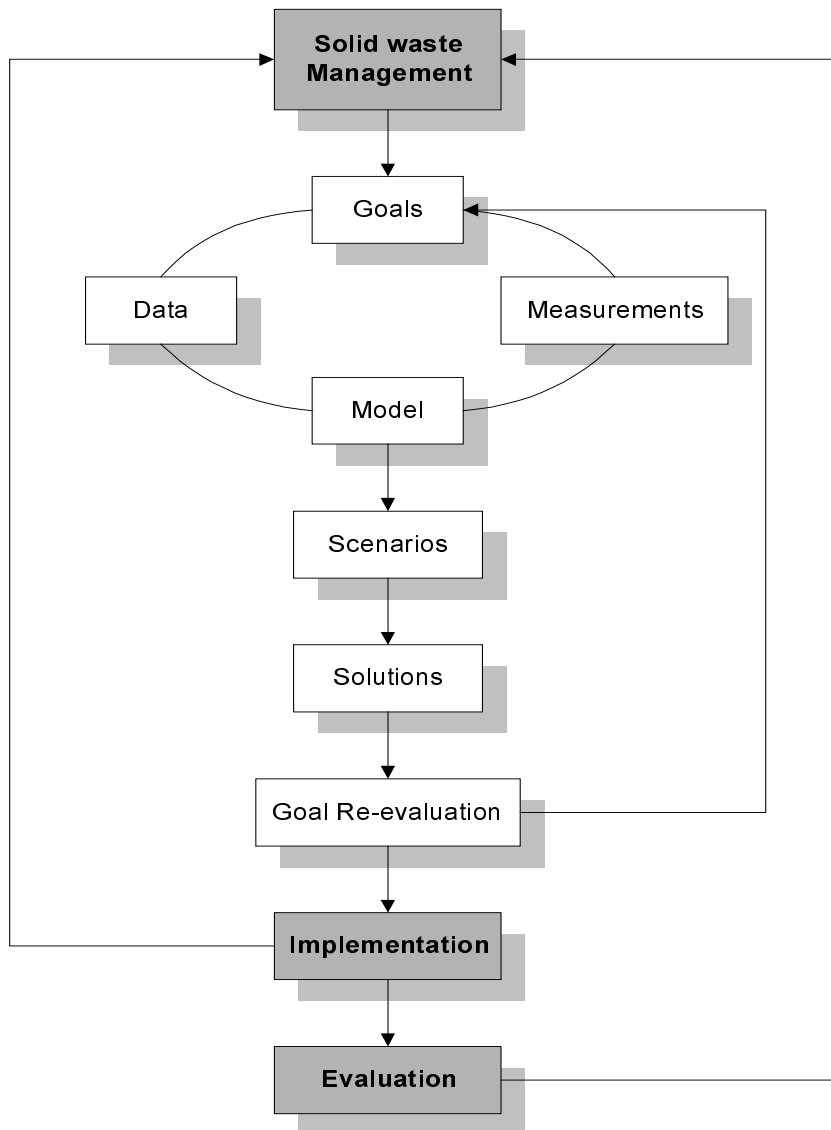 Solid waste
Management
Goals
Data
Measurements
Model
Scenarios
Solutions
Goal Re-evaluation
Implementation
Evaluation